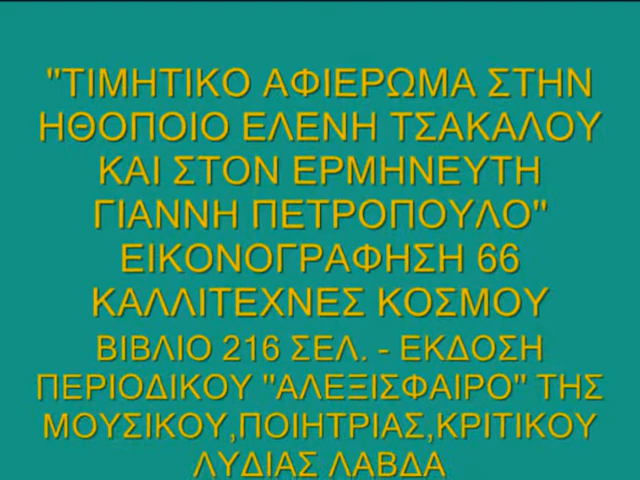 "ΤΙΜΗΤΙΚΟ ΑΦΙΕΡΩΜΑ ΣΤΗΝ
ΗΘΟΠΟΙΟ ΕΛΕΝΗ ΤΣΑΚΑΛΟΥ
ΚΑΙ ΣΤΟΝ ΕΡΜΗΝΕΥΤΗ
ΓΙΑΝΝΗ ΠΕΤΡΟΠΟΥΛΟ"
ΕΙΚΟΝΟΓΡΑΦΗΣΗ 66
ΚΑΛΛΙΤΕΧΝΕΣ ΚΟΣΜΟΥ
ΒΙΒΛΙΟ 216 ΣΕΛ. - ΕΚΔΟΣΗ
ΠΕΡΙΟΔΙΚΟΥ "ΑΛΕΞΙΣΦΑΙΡΟ" ΤΗΣ
ΜΟΥΣΙΚΟΥ,ΠΟΙΗΤΡΙΑΣ,ΚΡΙΤΙΚΟΥ
ΛΥΔΙΑΣ ΛΑΒΔΑ